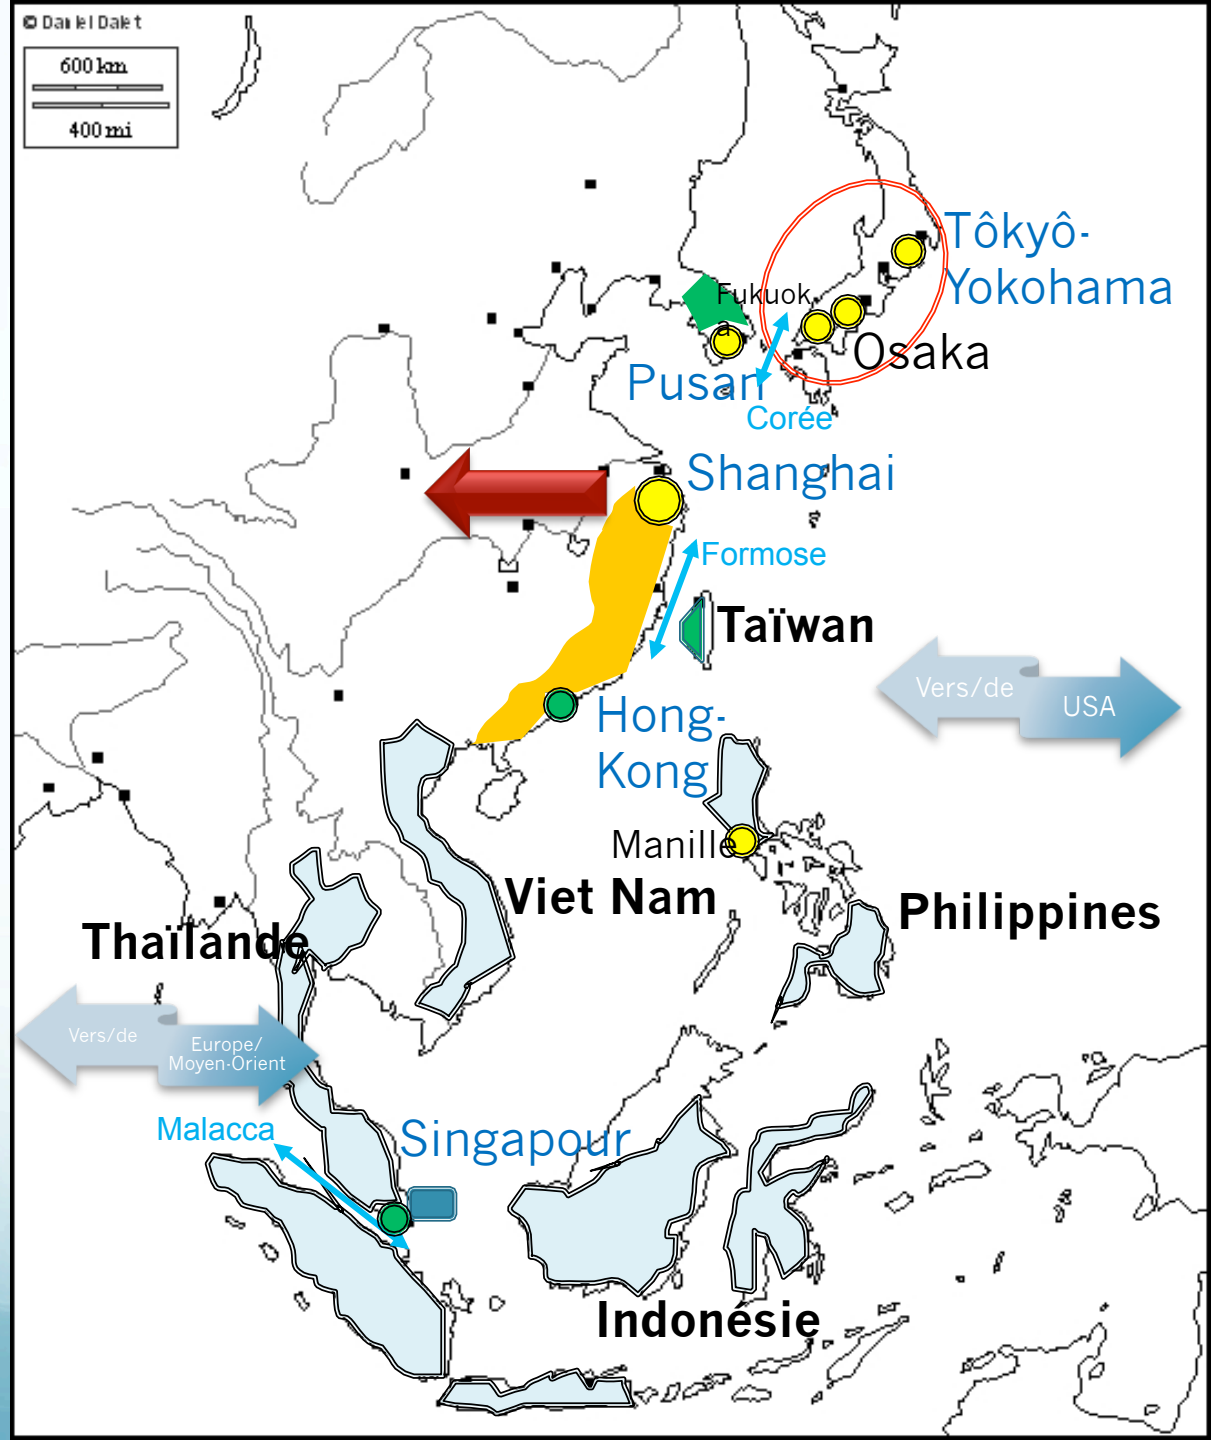 © Daniel Dalet
600 km
400 mi
Tôkyô-
Yokohama
Fukuok
a
Osaka
Pusan
Corée
Shanghai
Formose
Taïwan
Vers/de
USA
Hong-
Kong
Manille
Viet Nam
Philippines
Thaïlande
Vers/de
Europe/
Moyen-Orient
Malacca
Singapour
Indonésie